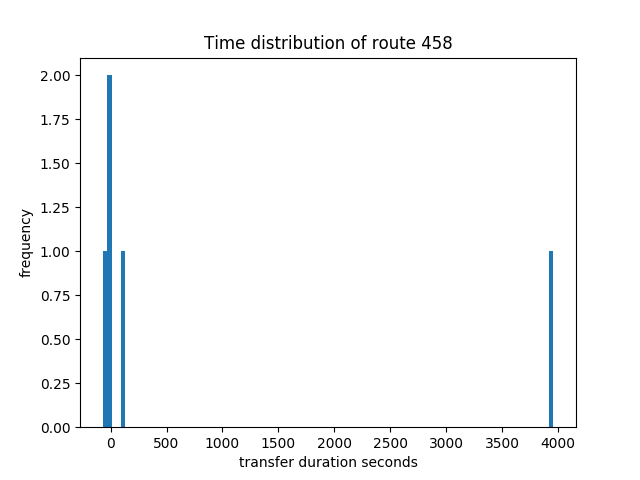 Time distribution of route 458
2.00
1.75
1.50
1.25
1.00
0.75
0.50
0.25
0.00
frequency
0 500 1000 1500 2000 2500 3000 3500 4000
transfer duration seconds